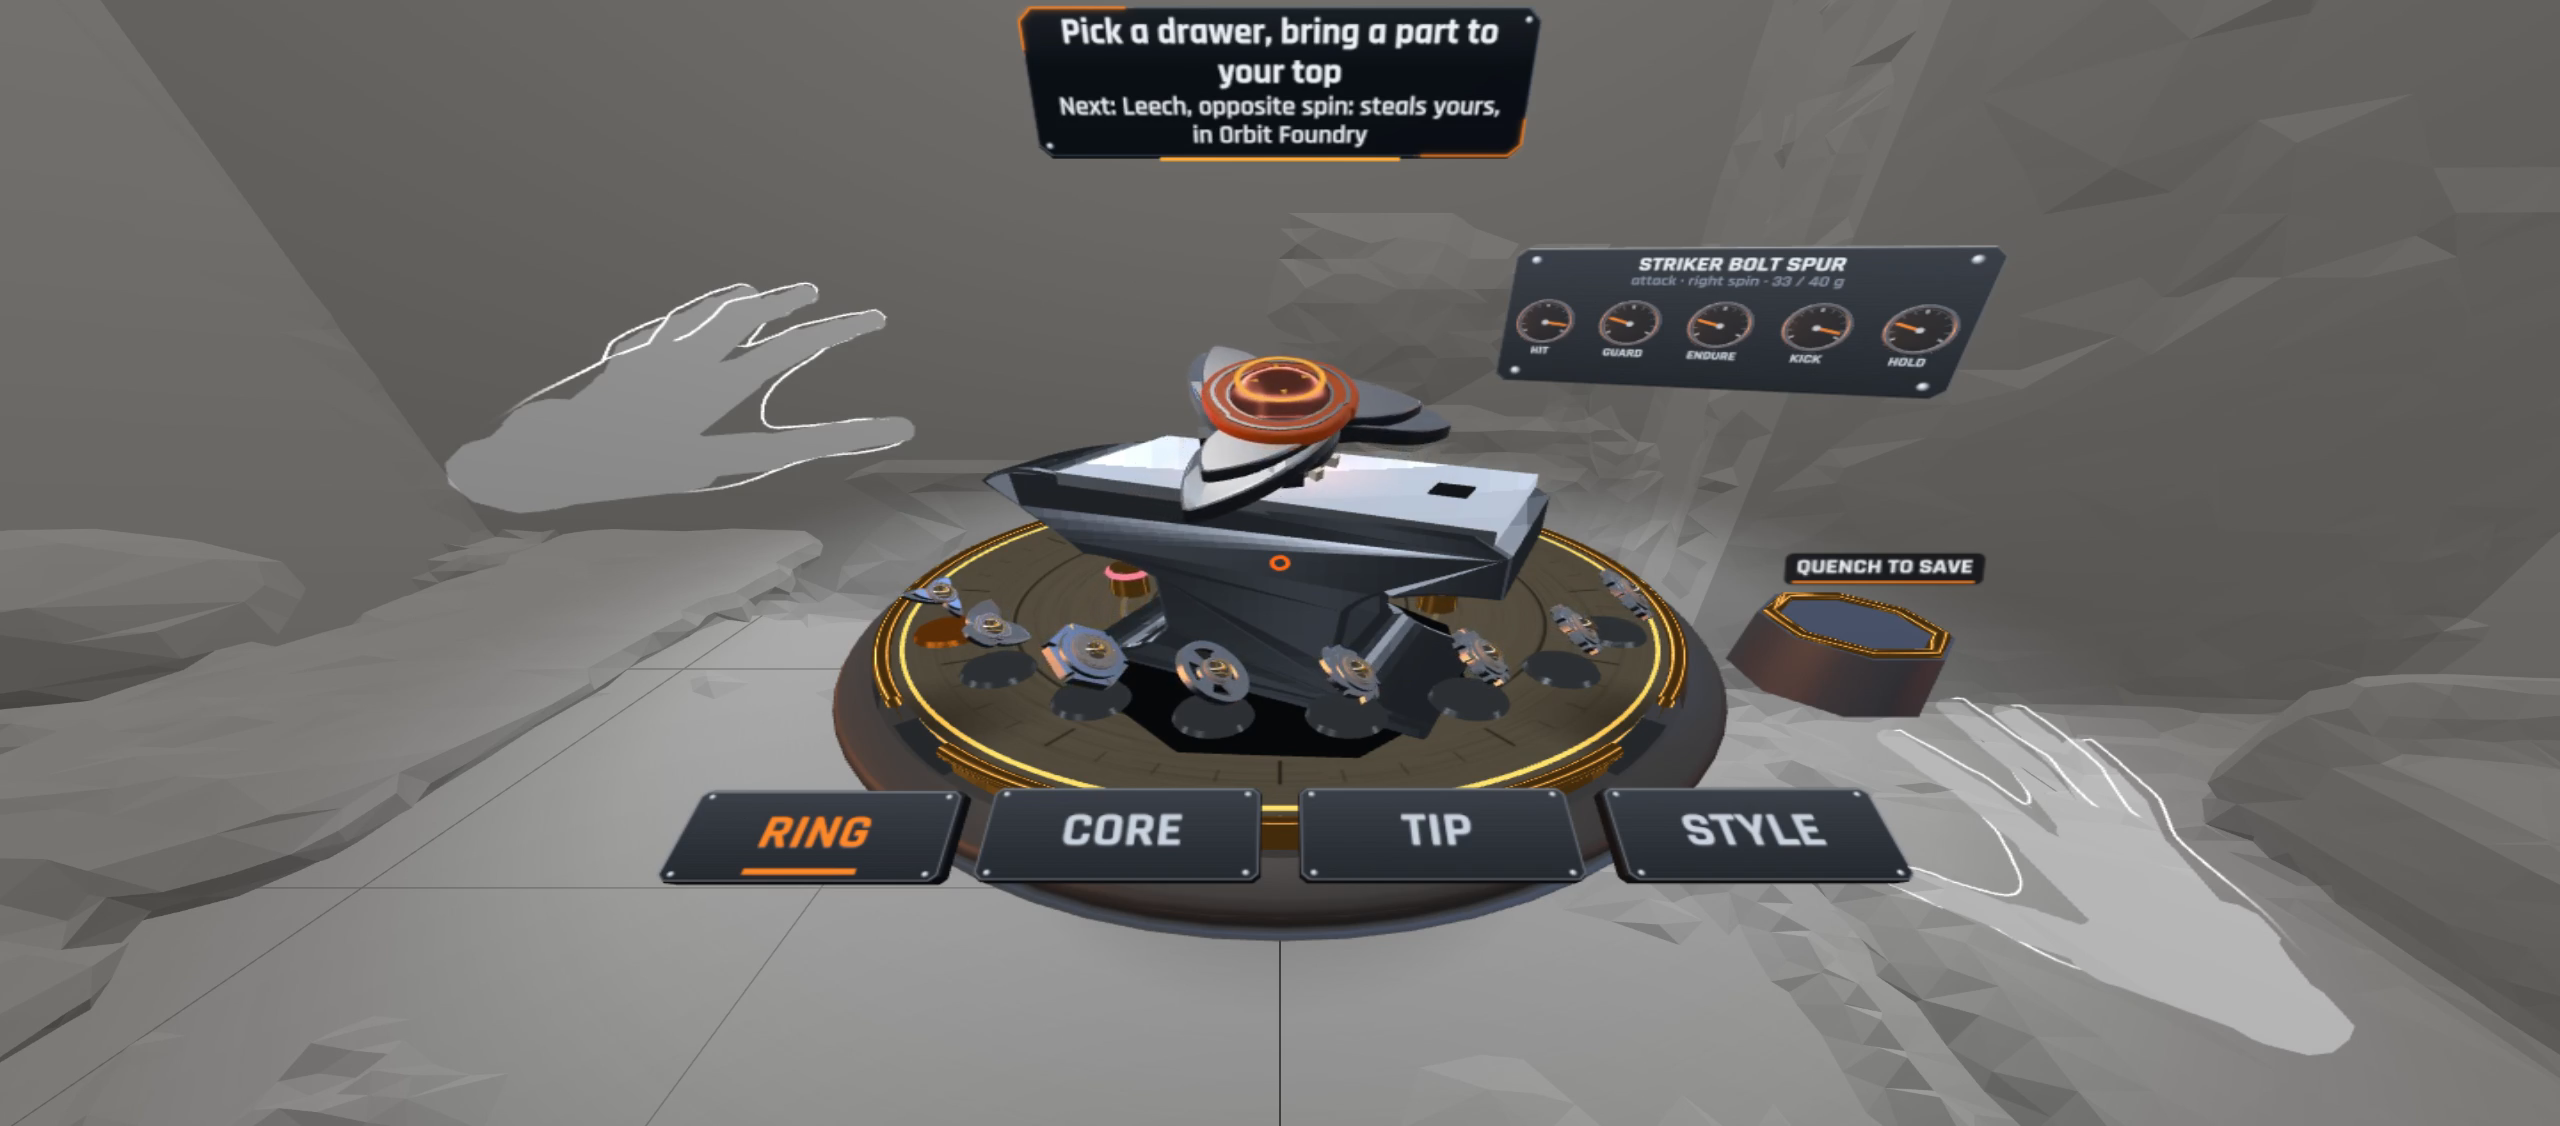 Pick a drawer, bring a part to
your top
Next: Leech, opposite spin: steals yours,
in Orbit Foundry
STRIKER BOLT SPUR
attack · right spin · 33 / 40 g
HIT GUARD ENDURE KICK HOLD
QUENCH TO SAVE
RING CORE TIP STYLE